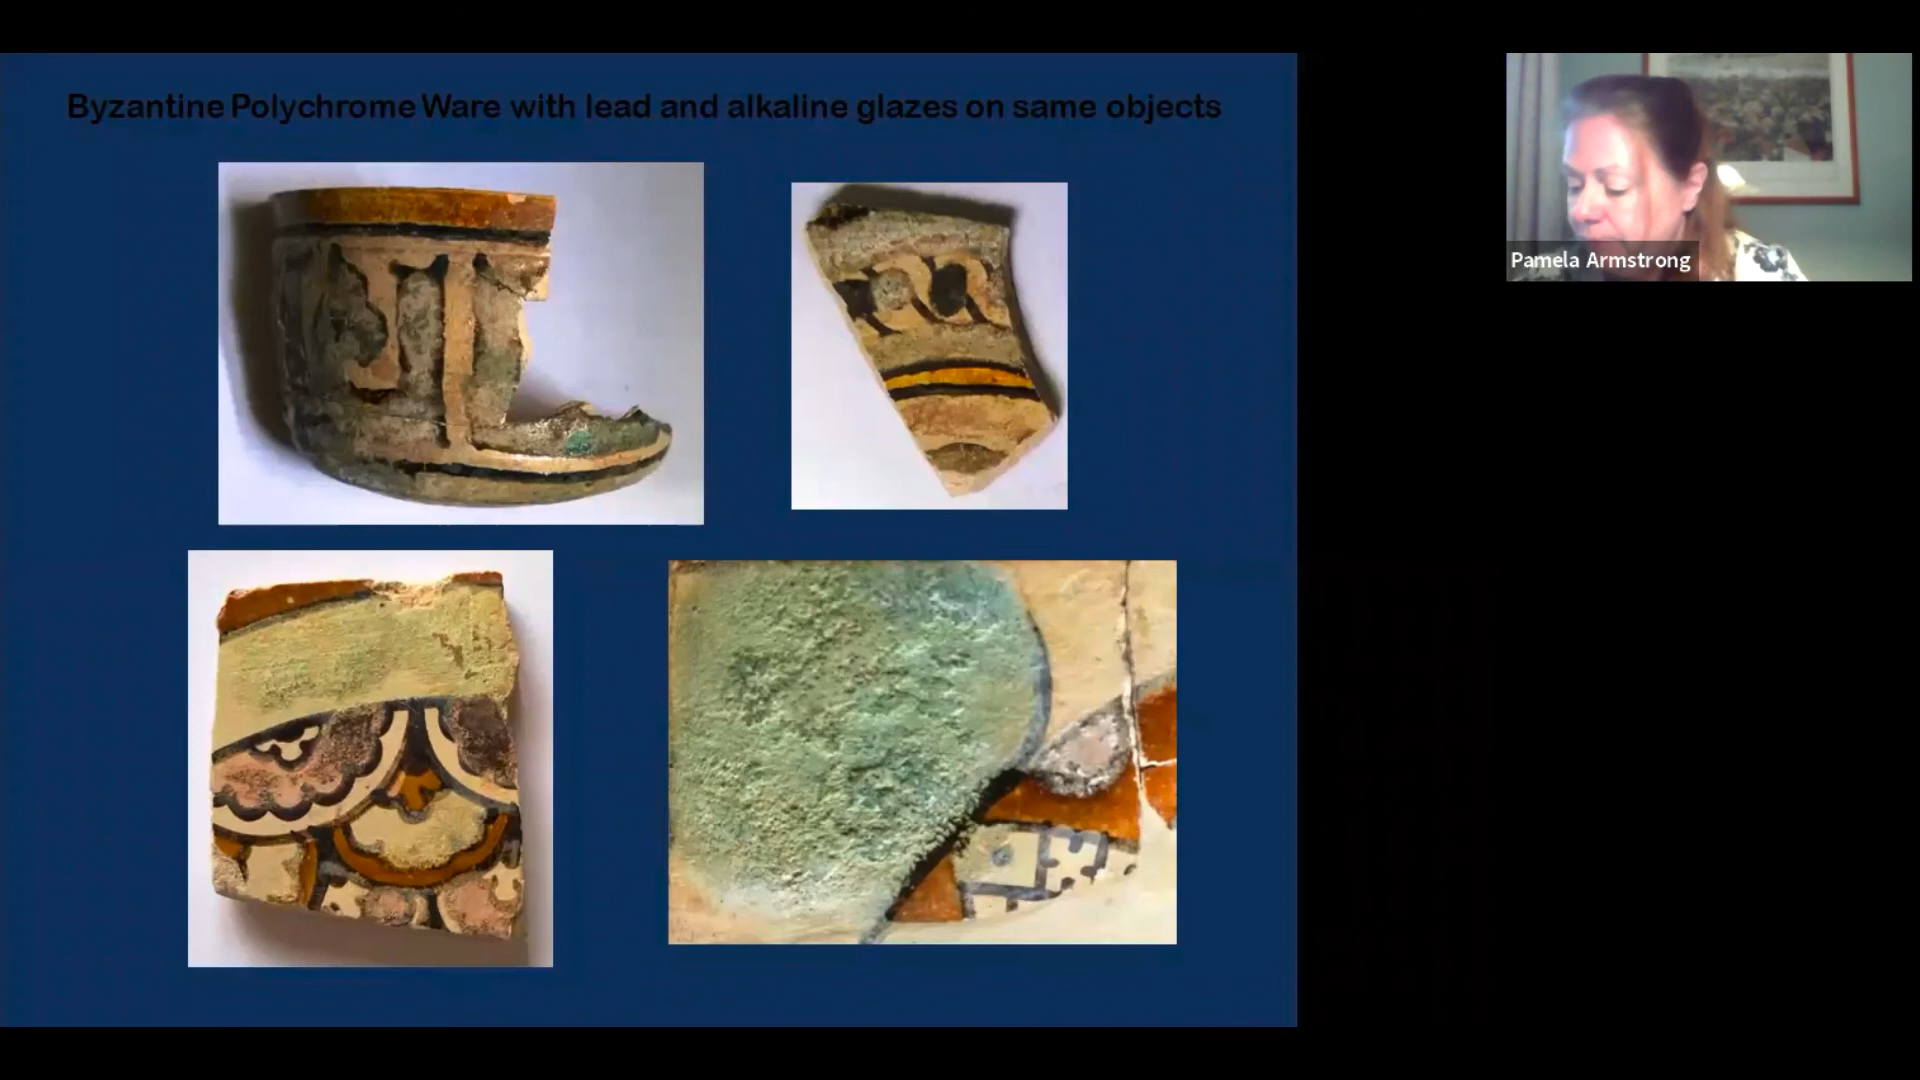 Byzantine Polychrome Ware with lead and alkaline glazes on same objects
Pamela Armstrong